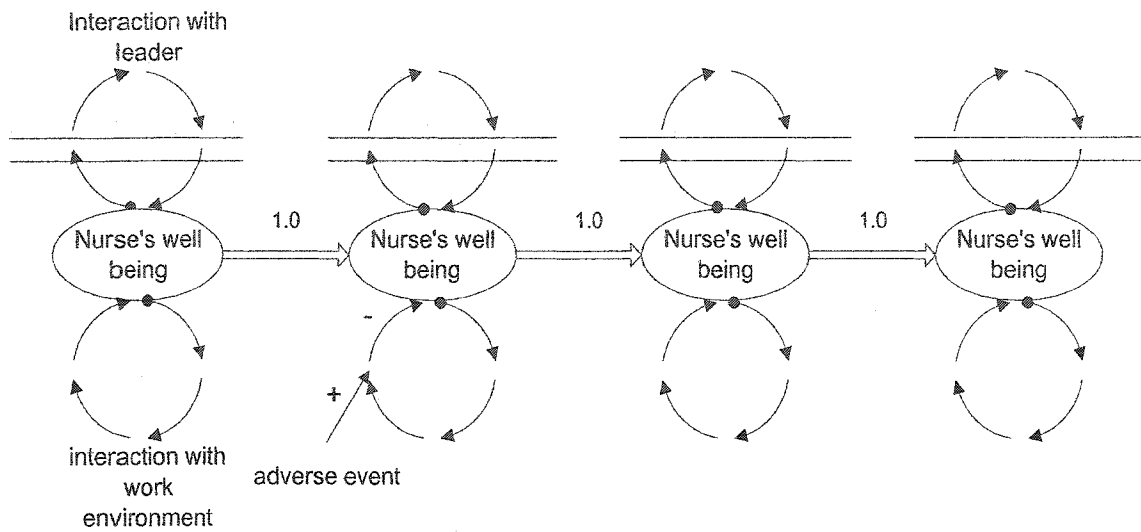 Interaction with
leader
1.0
1.0
1.0
Nurse's well
being
Nurse's well
being
Nurse's well
being
Nurse's well
being
-
+
interaction with
work
environment
adverse event